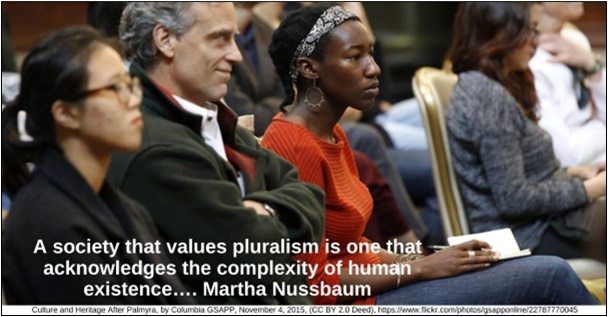 A society that values pluralism is one that
acknowledges the complexity of human
existence…. Martha Nussbaum
Culture and Heritage After Palmyra, by Columbia GSAPP, November 4, 2015, (CC BY 2.0 Deed), https://www.flickr.com/photos/gsapponline/22787770045